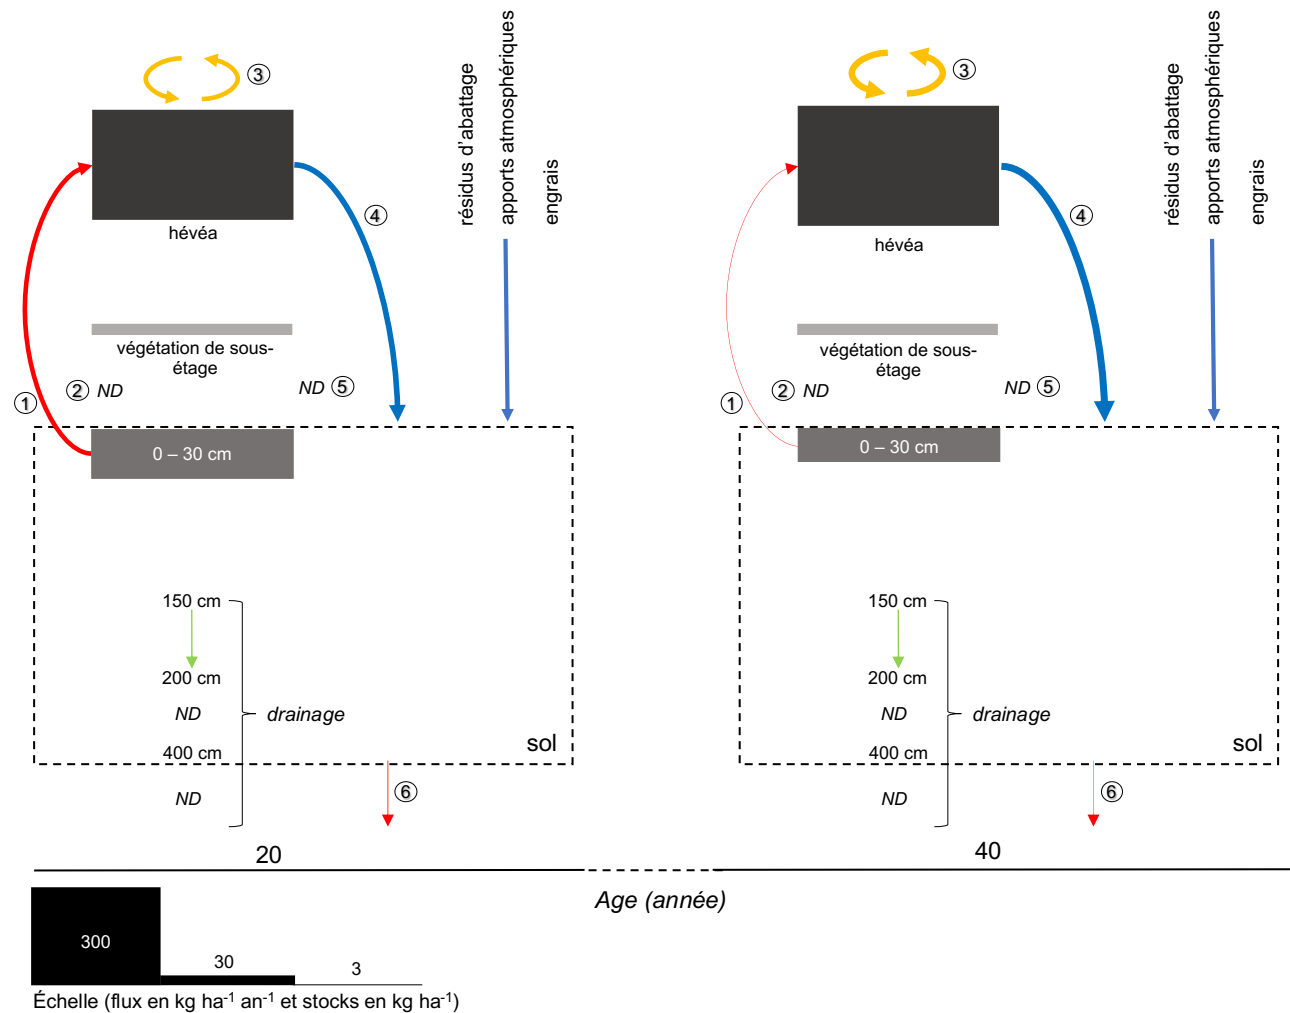 ③
résidus d'abattage
apports atmosphériques
engrais
④
hévéa
végétation de sous-
étage
① ② ND
ND ⑤
0 – 30 cm
150 cm
200 cm
ND
drainage
400 cm
sol
ND
⑥
20
③
résidus d'abattage
apports atmosphériques
engrais
④
hévéa
végétation de sous-
étage
① ② ND
ND ⑤
0 – 30 cm
150 cm
200 cm
ND
drainage
400 cm
sol
ND
⑥
40
Age (année)
300
30
3
Échelle (flux en kg ha⁻¹ an⁻¹ et stocks en kg ha⁻¹)